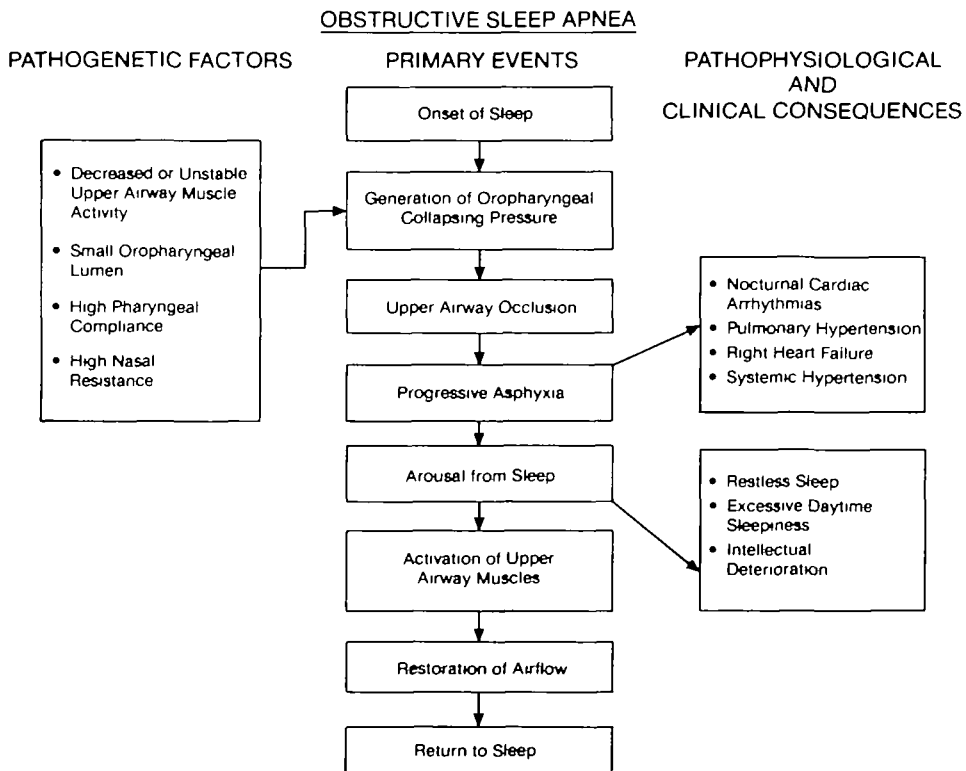 OBSTRUCTIVE SLEEP APNEA
PATHOGENETIC FACTORS
PRIMARY EVENTS
PATHOPHYSIOLOGICAL
AND
CLINICAL CONSEQUENCES
• Decreased or Unstable
Upper Airway Muscle
Activity
• Small Oropharyngeal
Lumen
• High Pharyngeal
Compliance
• High Nasal
Resistance
Onset of Sleep
Generation of Oropharyngeal
Collapsing Pressure
Upper Airway Occlusion
Progressive Asphyxia
Arousal from Sleep
Activation of Upper
Airway Muscles
Restoration of Airflow
Return to Sleep
• Nocturnal Cardiac
Arrhythmias
• Pulmonary Hypertension
• Right Heart Failure
• Systemic Hypertension
• Restless Sleep
• Excessive Daytime
Sleepiness
• Intellectual
Deterioration